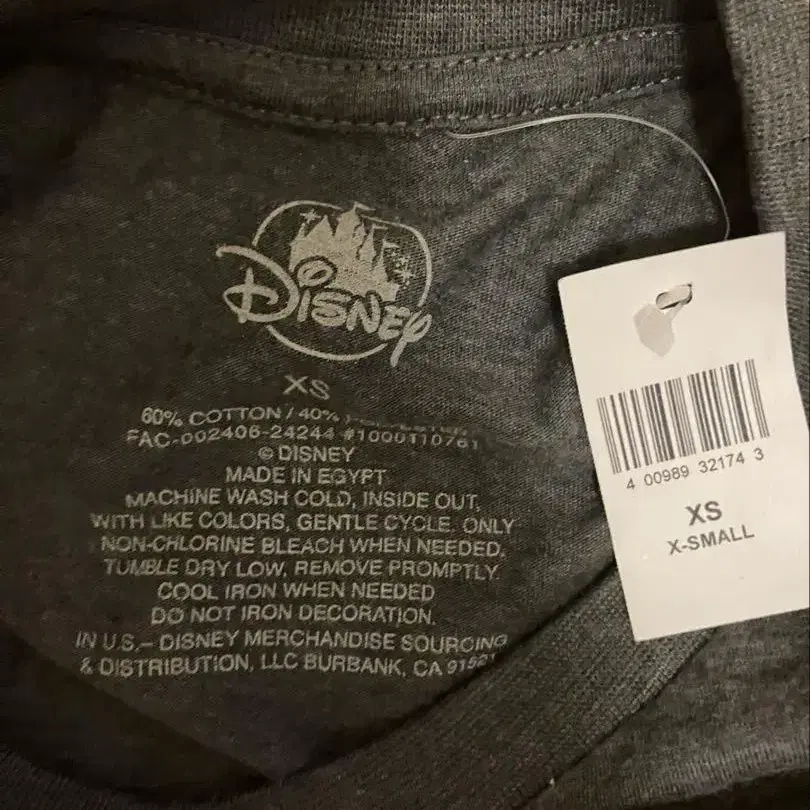 DISNEY
XS
60% COTTON / 40%
FAC-002406-24244 #1000110761
© DISNEY
MADE IN EGYPT
MACHINE WASH COLD, INSIDE OUT,
WITH LIKE COLORS, GENTLE CYCLE. ONLY
NON-CHLORINE BLEACH WHEN NEEDED.
TUMBLE DRY LOW, REMOVE PROMPTLY.
COOL IRON WHEN NEEDED
DO NOT IRON DECORATION.
IN U.S.– DISNEY MERCHANDISE SOURCING
& DISTRIBUTION, LLC BURBANK, CA 91521
4 00989 32174 3
XS
X-SMALL